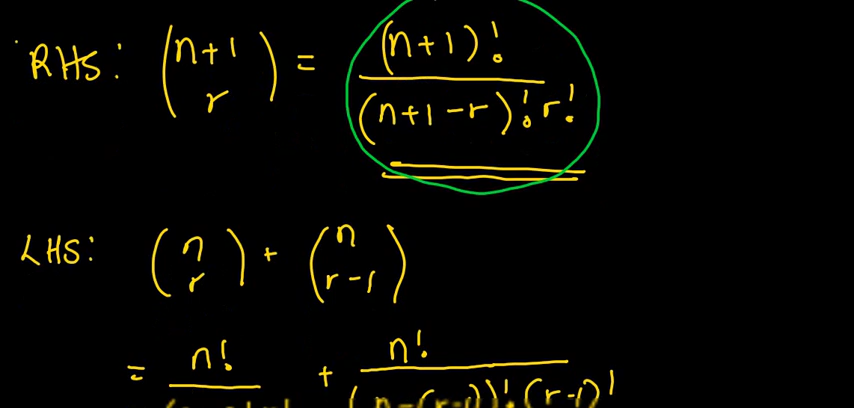 RHS: (n+1 r) = (n+1)! / (n+1-r)! r!
LHS: (n r) + (n r-1)
= n! + n! / (n-(r-1))! (r-1)!